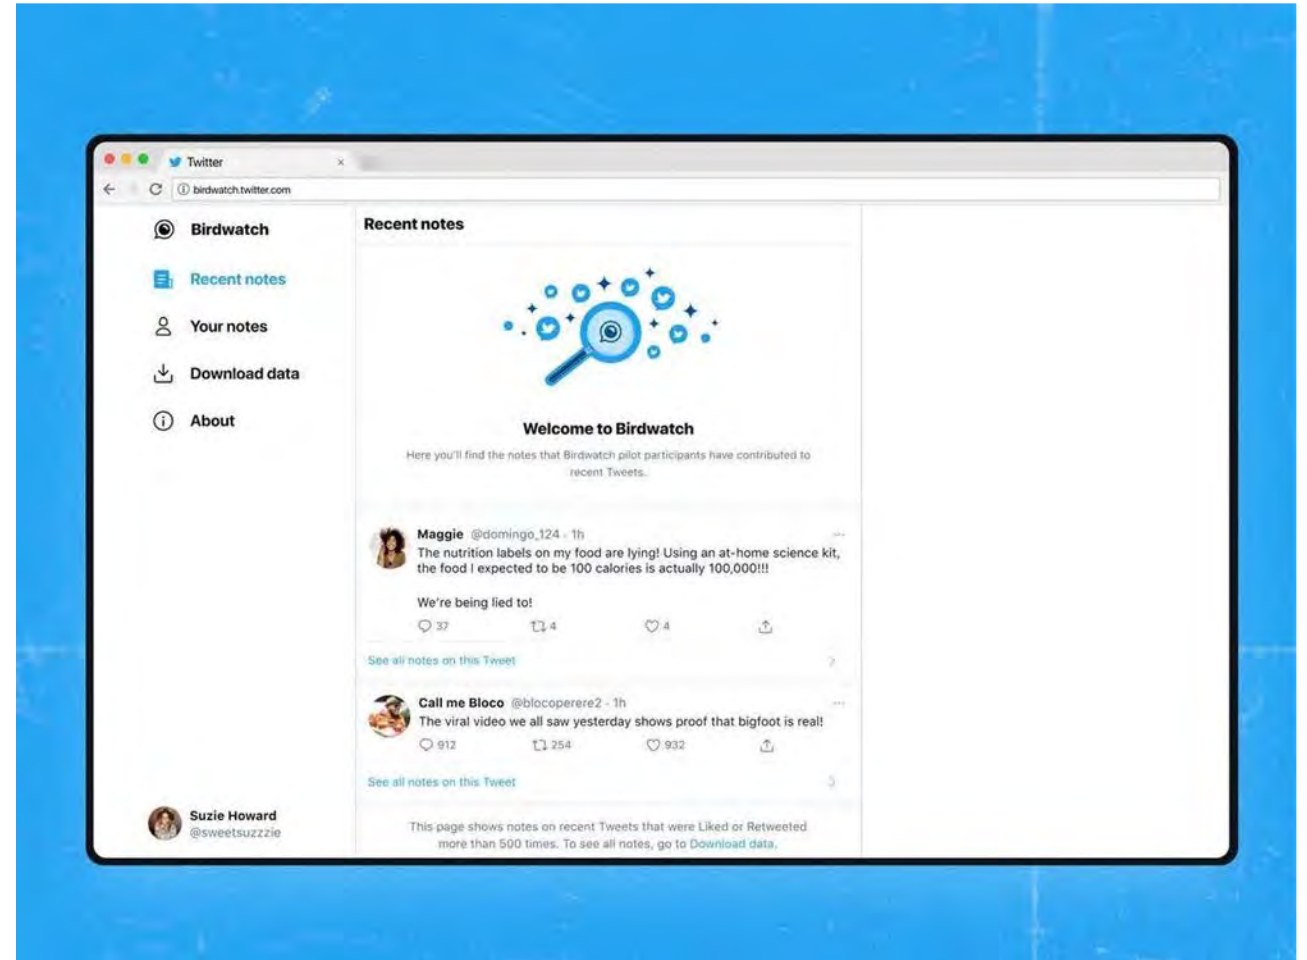 Twitter
birdwatch.twitter.com
Birdwatch
Recent notes
Your notes
Download data
About
Suzie Howard
@sweetsuzzzie
Recent notes
Welcome to Birdwatch
Here you'll find the notes that Birdwatch pilot participants have contributed to
recent Tweets.
Maggie @domingo_124 · 1h
The nutrition labels on my food are lying! Using an at-home science kit,
the food I expected to be 100 calories is actually 100,000!!!
We're being lied to!
37 4 4
See all notes on this Tweet
Call me Bloco @blocoperere2 · 1h
The viral video we all saw yesterday shows proof that bigfoot is real!
912 254 932
See all notes on this Tweet
This page shows notes on recent Tweets that were Liked or Retweeted
more than 500 times. To see all notes, go to Download data.